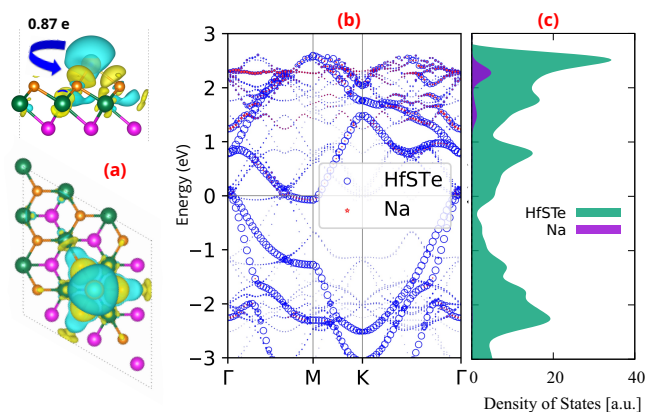 0.87 e
(a)
(b)
3
2
1
0
−1
−2
−3
Energy (eV)
Γ
M
K
Γ
HfSTe
Na
(c)
HfSTe
Na
0
20
40
Density of States [a.u.]